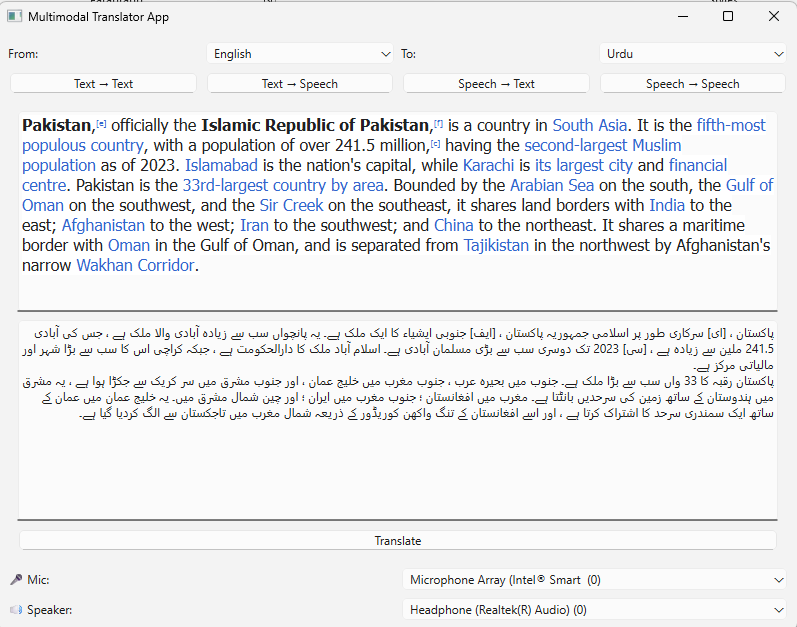 Multimodal Translator App
From: English To: Urdu
Text → Text Text → Speech Speech → Text Speech → Speech
Pakistan,[e] officially the Islamic Republic of Pakistan,[f] is a country in South Asia. It is the fifth-most
populous country, with a population of over 241.5 million,[c] having the second-largest Muslim
population as of 2023. Islamabad is the nation's capital, while Karachi is its largest city and financial
centre. Pakistan is the 33rd-largest country by area. Bounded by the Arabian Sea on the south, the Gulf of
Oman on the southwest, and the Sir Creek on the southeast, it shares land borders with India to the
east; Afghanistan to the west; Iran to the southwest; and China to the northeast. It shares a maritime
border with Oman in the Gulf of Oman, and is separated from Tajikistan in the northwest by Afghanistan's
narrow Wakhan Corridor.
پاکستان ، [ای] سرکاری طور پر اسلامی جمہوریہ پاکستان ، [ایف] جنوبی ایشیاء کا ایک ملک ہے۔ یہ پانچواں سب سے زیادہ آبادی والا ملک ہے ، جس کی آبادی
241.5 ملین سے زیادہ ہے ، [سی] 2023 تک دوسری سب سے بڑی مسلمان آبادی ہے۔ اسلام آباد ملک کا دارالحکومت ہے ، جبکہ کراچی اس کا سب سے بڑا شہر اور
مالیاتی مرکز ہے۔
پاکستان رقبہ کا 33 واں سب سے بڑا ملک ہے۔ جنوب میں بحیرہ عرب ، جنوب مغرب میں خلیج عمان ، اور جنوب مشرق میں سر کریک سے جکڑا ہوا ہے ، یہ مشرق
میں ہندوستان کے ساتھ زمین کی سرحدیں بانٹتا ہے۔ مغرب میں افغانستان ؛ جنوب مغرب میں ایران ؛ اور چین شمال مشرق میں۔ یہ خلیج عمان میں عمان کے
ساتھ ایک سمندری سرحد کا اشتراک کرتا ہے ، اور اسے افغانستان کے تنگ واکھن کوریڈور کے ذریعہ شمال مغرب میں تاجکستان سے الگ کردیا گیا ہے۔
Translate
Mic: Microphone Array (Intel® Smart (0)
Speaker: Headphone (Realtek(R) Audio) (0)